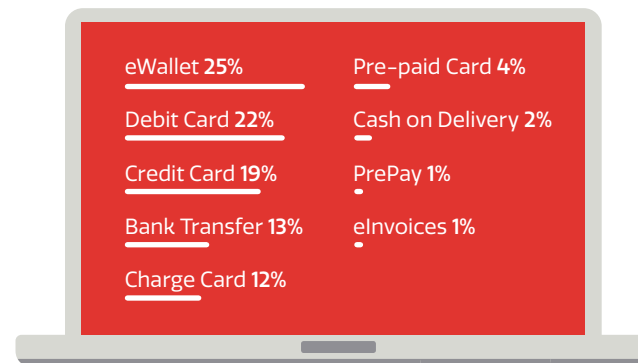 eWallet 25%
Debit Card 22%
Credit Card 19%
Bank Transfer 13%
Charge Card 12%
Pre-paid Card 4%
Cash on Delivery 2%
PrePay 1%
eInvoices 1%